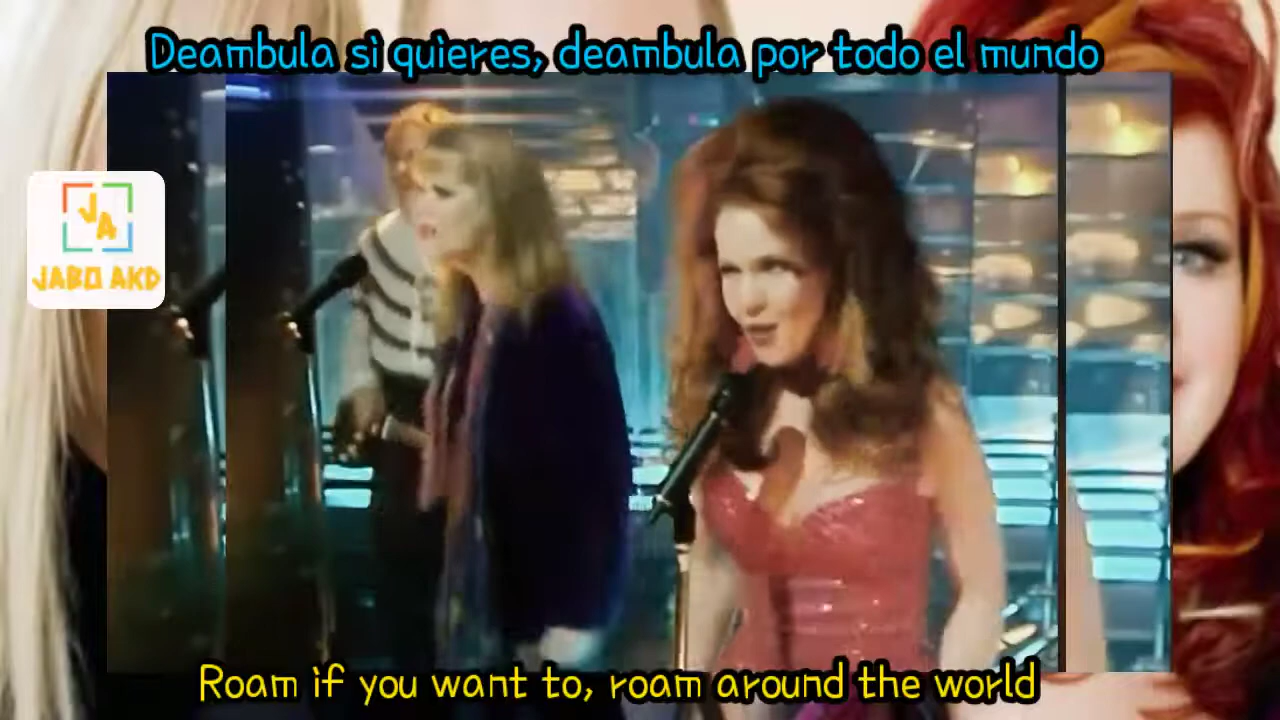 Deambula si quieres, deambula por todo el mundo
JA
JABO AKD
Roam if you want to, roam around the world